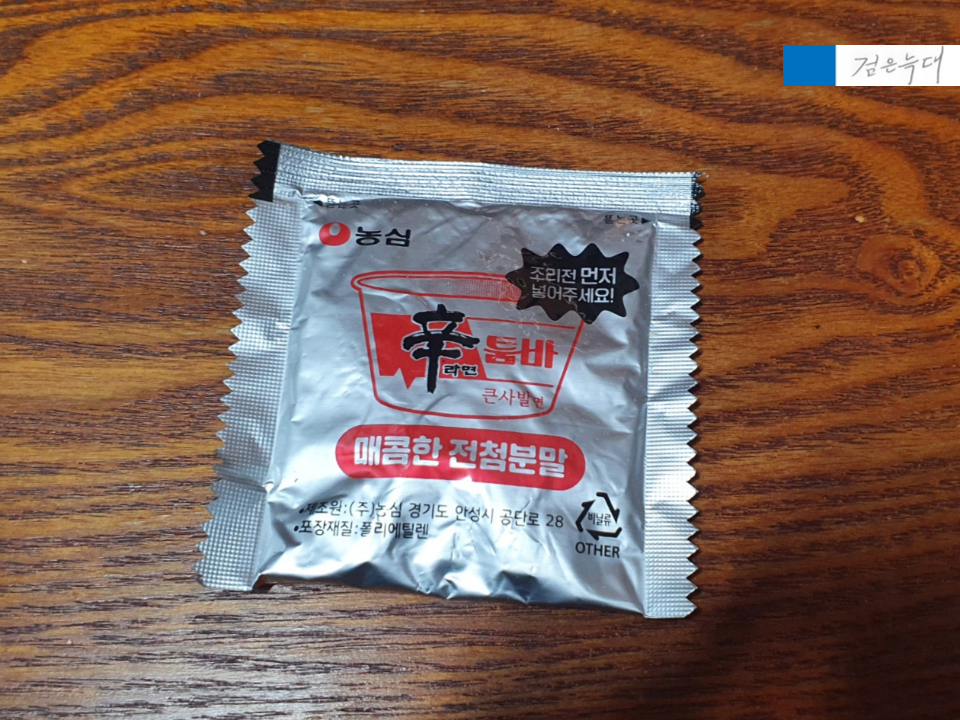 검은늑대
뜯는곳▶
농심
조리전 먼저
넣어주세요!
辛
라면
툼바
큰사발면
매콤한 전첨분말
•제조원:(주)농심 경기도 안성시 공단로 28
•포장재질:폴리에틸렌
비닐류
OTHER